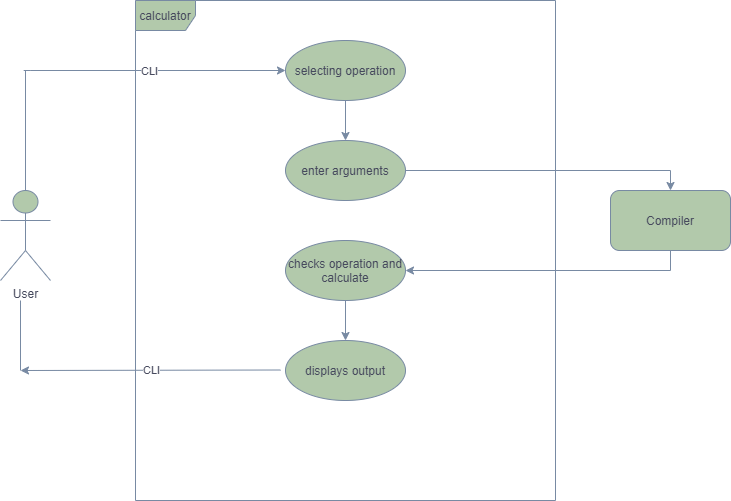 calculator
CLI
selecting operation
enter arguments
Compiler
checks operation and
calculate
User
CLI
displays output